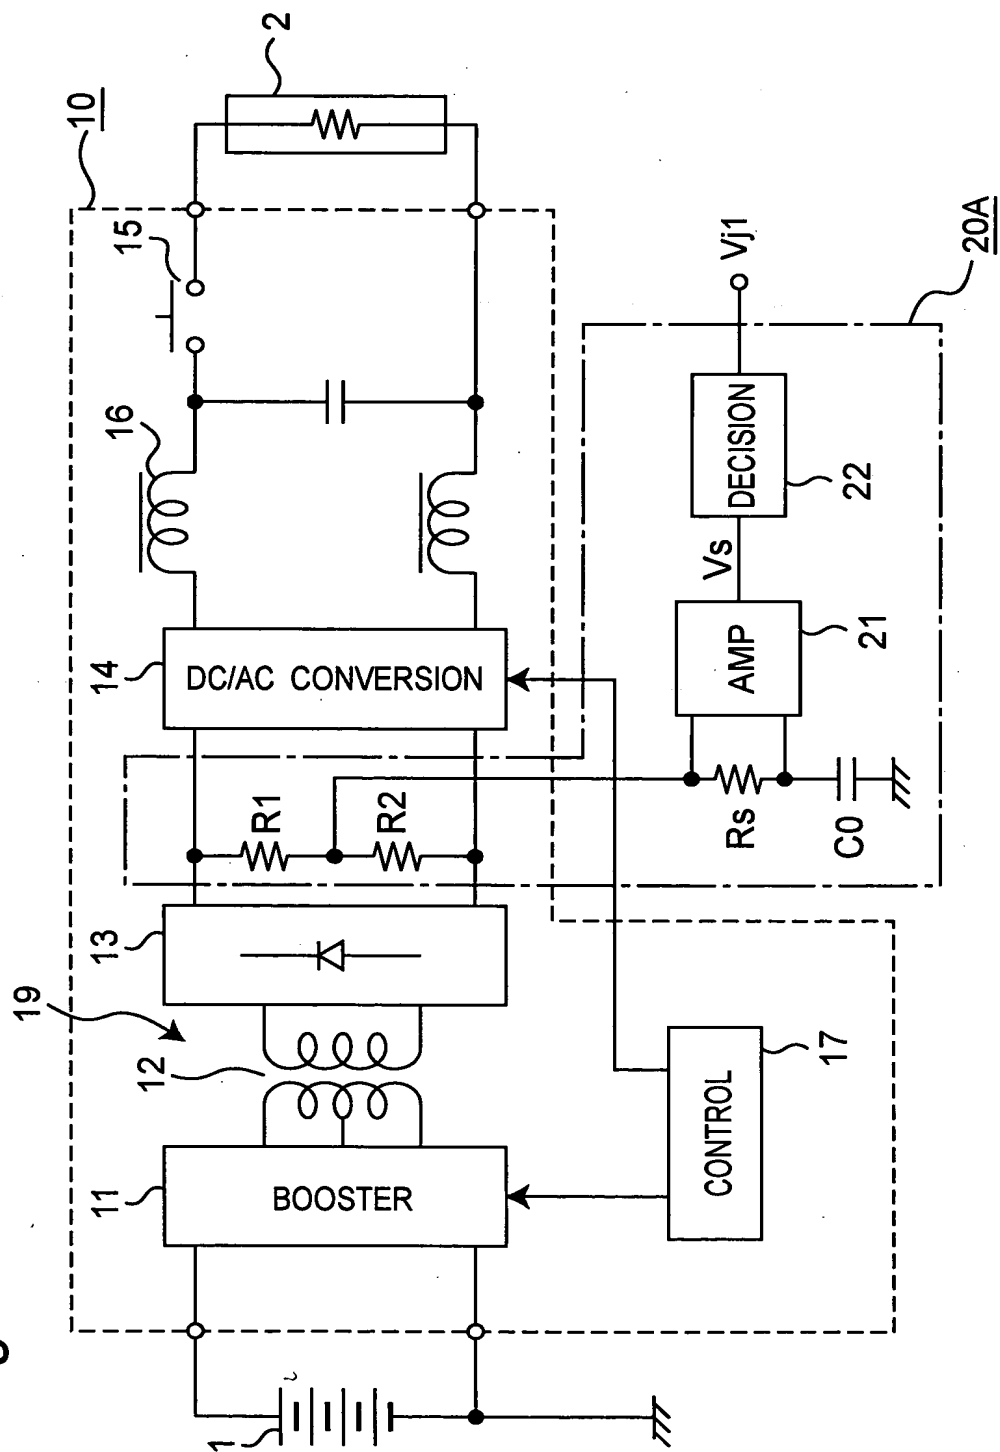 10
2
15
16
14
DC/AC CONVERSION
R1
R2
13
19
12
11
BOOSTER
1
CONTROL
17
Rs
C0
AMP
21
Vs
DECISION
22
Vj1
20A